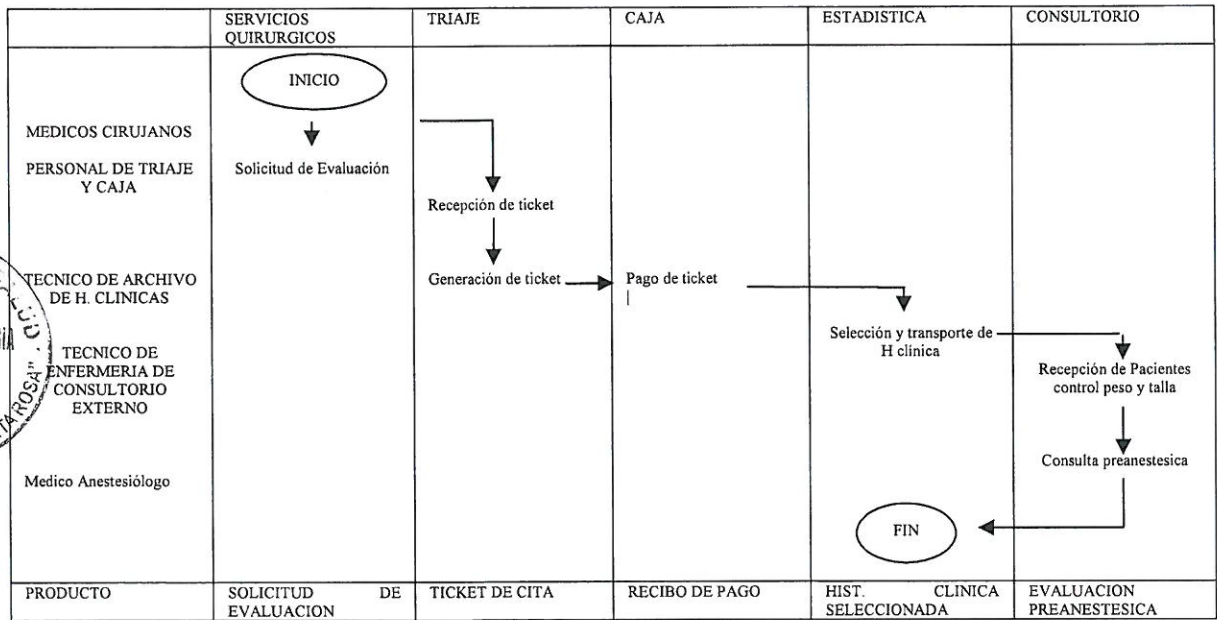 SERVICIOS
QUIRURGICOS
TRIAJE
CAJA
ESTADISTICA
CONSULTORIO
INICIO
MEDICOS CIRUJANOS
PERSONAL DE TRIAJE
Y CAJA
Solicitud de Evaluación
Recepción de ticket
TECNICO DE ARCHIVO
DE H. CLINICAS
Generación de ticket
Pago de ticket
Selección y transporte de
H clínica
TECNICO DE
ENFERMERIA DE
CONSULTORIO
EXTERNO
Recepción de Pacientes
control peso y talla
Consulta preanestesica
Medico Anestesiólogo
FIN
PRODUCTO
SOLICITUD DE
EVALUACION
TICKET DE CITA
RECIBO DE PAGO
HIST. CLINICA
SELECCIONADA
EVALUACION
PREANESTESICA